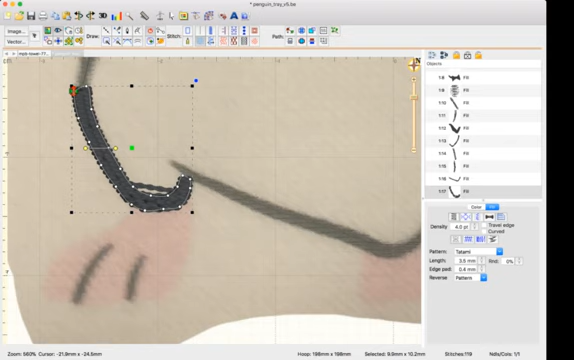 * penguin_tray_v5.be
Image...
Vector...
Draw:
Stitch:
Path:
Objects
1:8 Fill
1:9 Fill
1:10 Fill
1:11 Fill
1:12 Fill
1:13 Fill
1:14 Fill
1:15 Fill
1:16 Fill
1:17 Fill
Color Fill
Density: 4.0 pt Travel edge
Curved
Pattern: Tatami
Length: 3.5 mm Rnd: 0%
Edge pad: 0.4 mm
Reverse Pattern
Zoom: 560% Cursor: -21.9mm x -24.5mm Hoop: 198mm x 198mm Selected: 9.9mm x 10.2mm Stitches:119 Ndls/Cols: 1/1